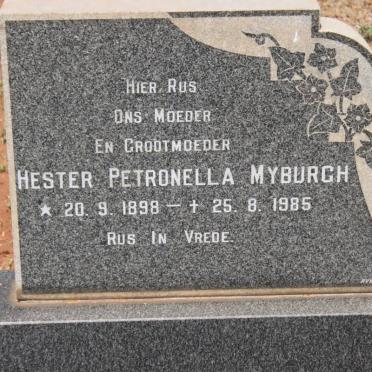 HIER RUS
ONS MOEDER
EN GROOTMOEDER
HESTER PETRONELLA MYBURGH
★ 20. 9. 1898 — ✝ 25. 8. 1985
RUS IN VREDE.